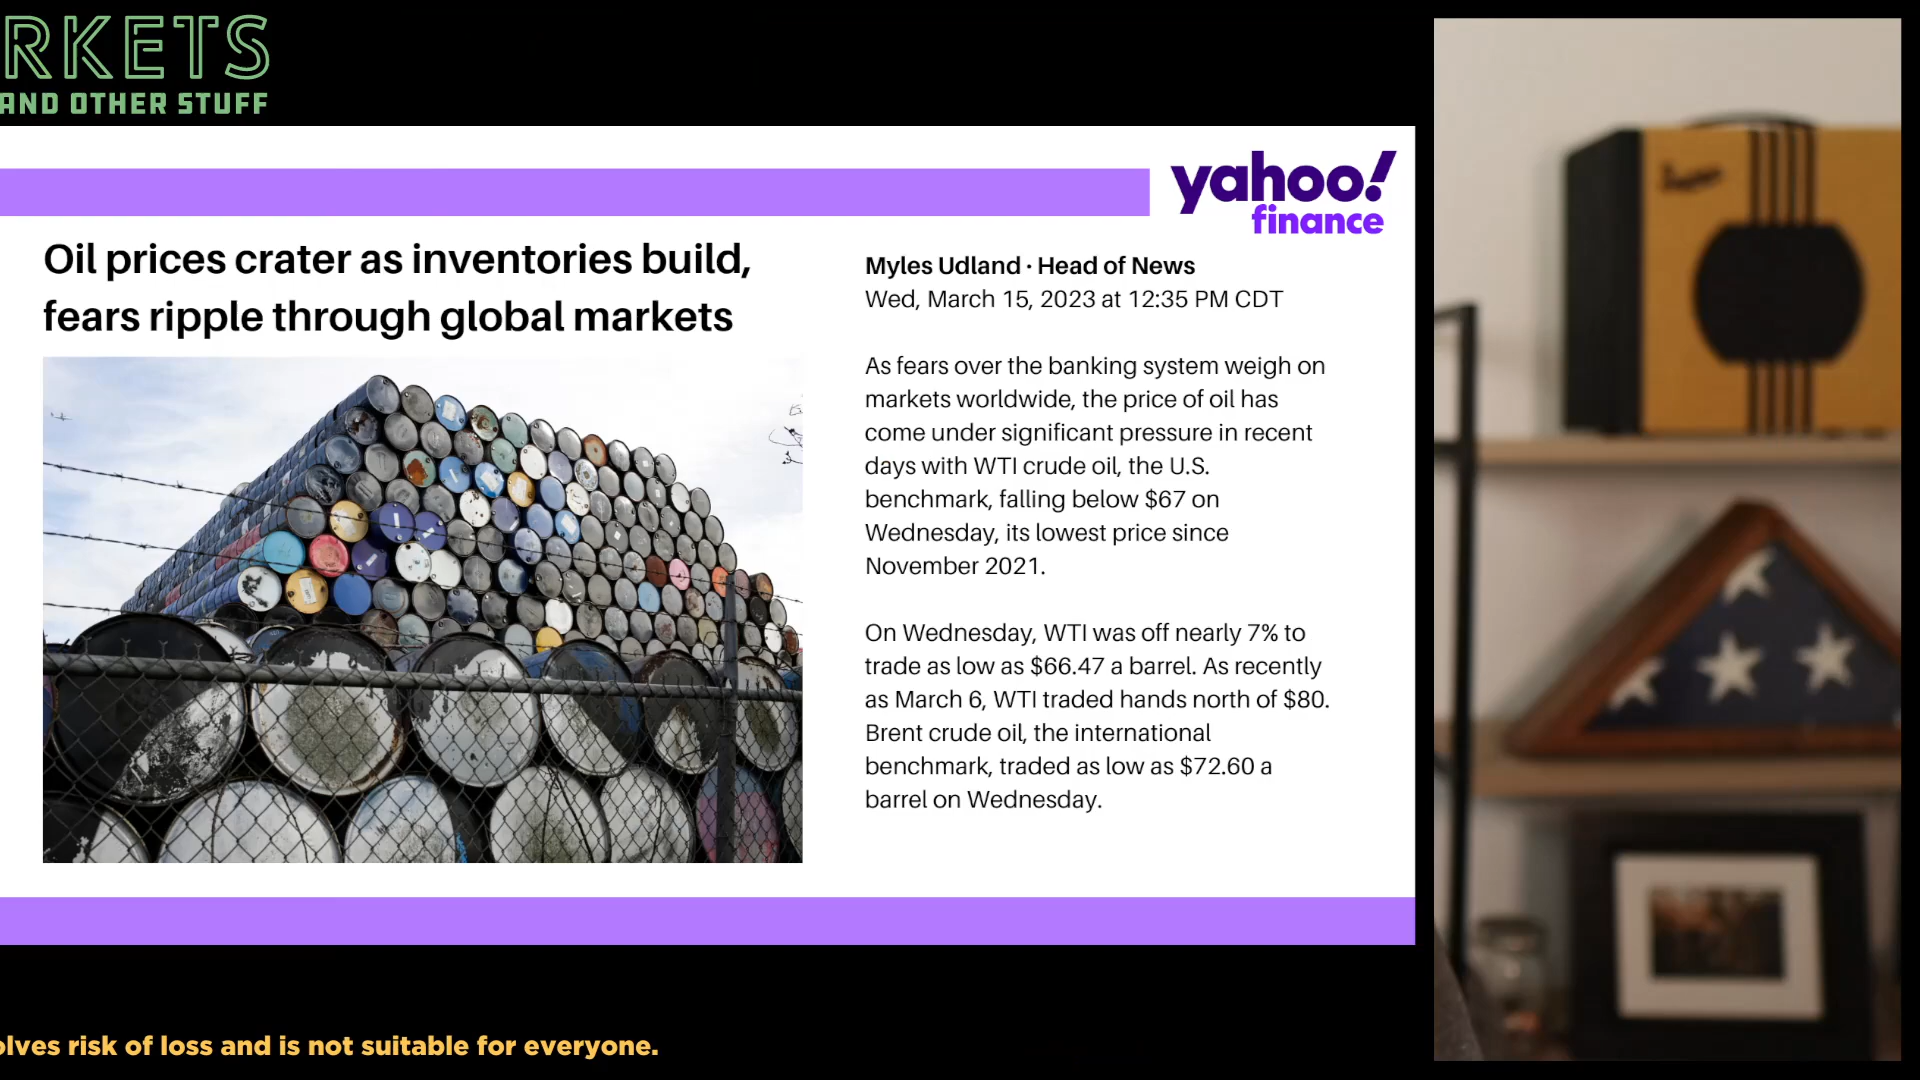 RKETS
AND OTHER STUFF
yahoo!
finance
Oil prices crater as inventories build,
fears ripple through global markets
Myles Udland · Head of News
Wed, March 15, 2023 at 12:35 PM CDT
As fears over the banking system weigh on
markets worldwide, the price of oil has
come under significant pressure in recent
days with WTI crude oil, the U.S.
benchmark, falling below $67 on
Wednesday, its lowest price since
November 2021.
On Wednesday, WTI was off nearly 7% to
trade as low as $66.47 a barrel. As recently
as March 6, WTI traded hands north of $80.
Brent crude oil, the international
benchmark, traded as low as $72.60 a
barrel on Wednesday.
olves risk of loss and is not suitable for everyone.